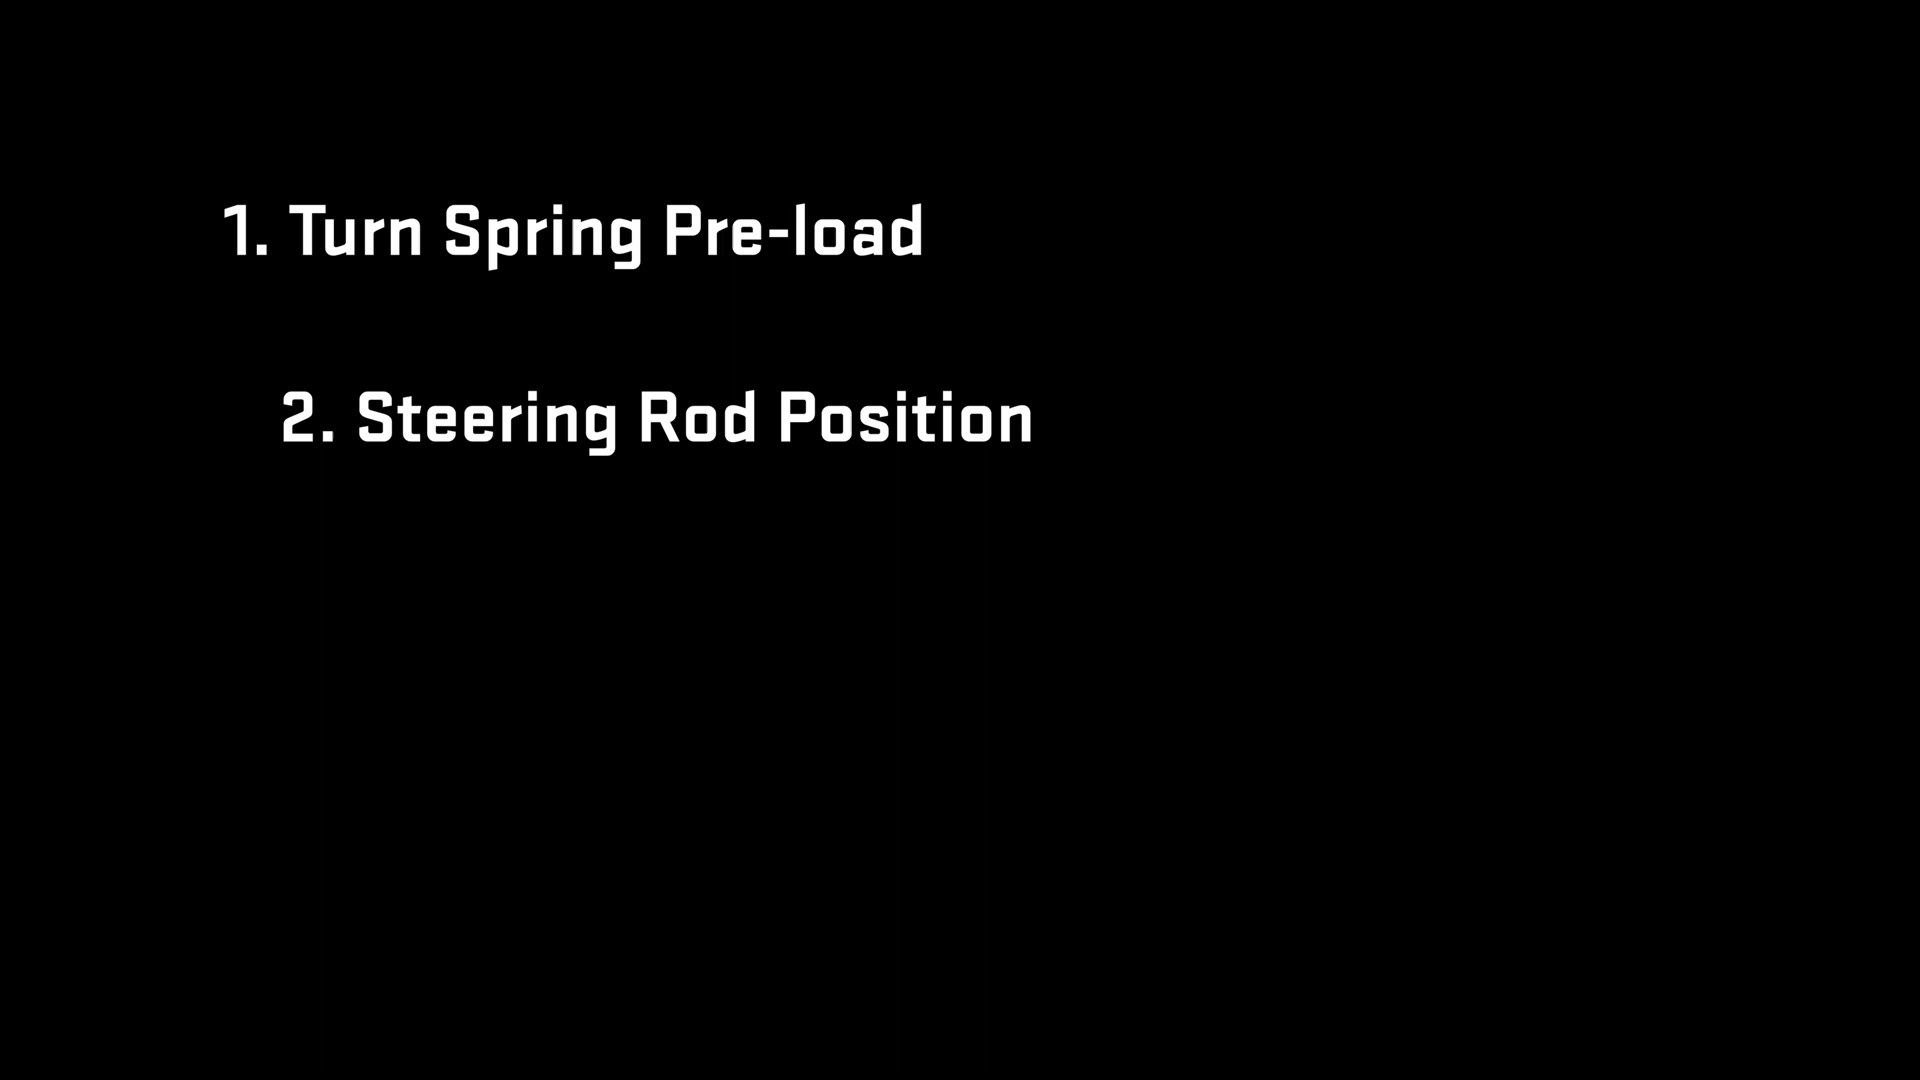 1. Turn Spring Pre-load
2. Steering Rod Position